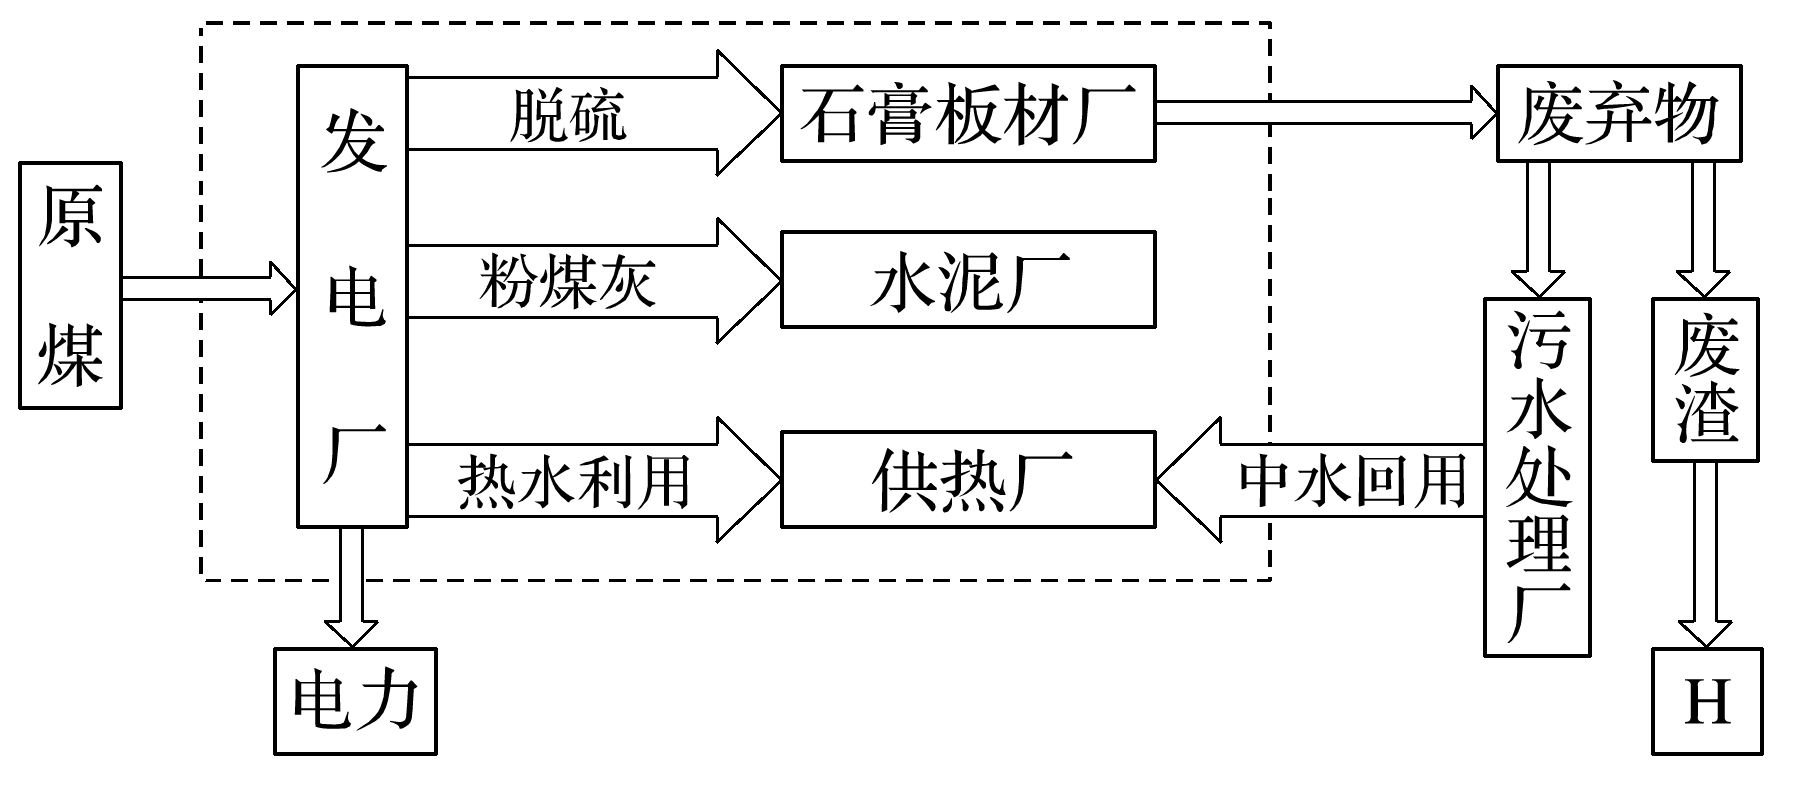 原煤
发电厂
脱硫
石膏板材厂
废弃物
粉煤灰
水泥厂
热水利用
供热厂
中水回用
污水处理厂
废渣
电力
H